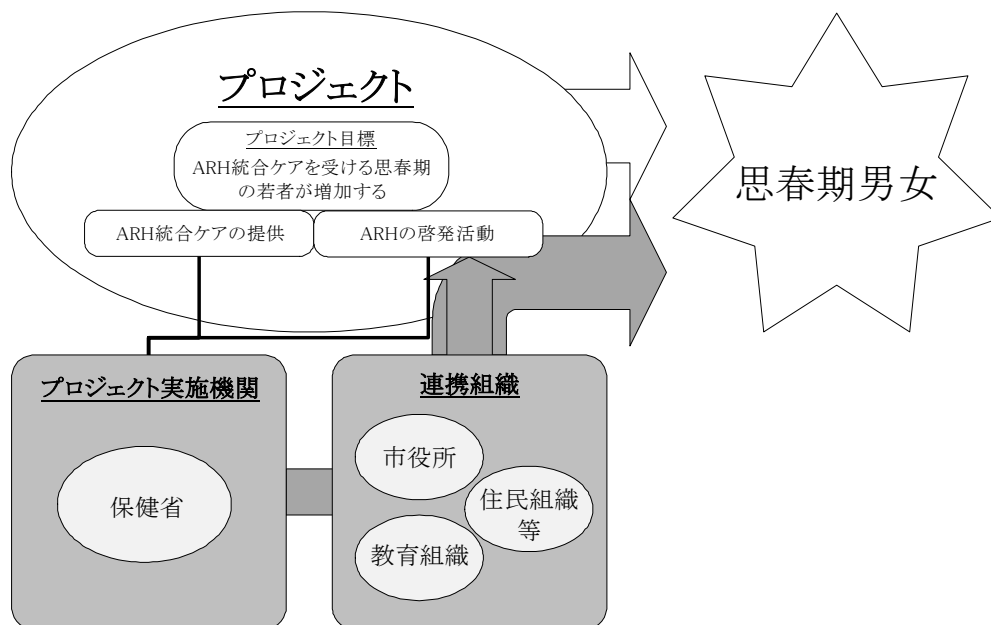 プロジェクト
プロジェクト目標
ARH統合ケアを受ける思春期
の若者が増加する
ARH統合ケアの提供
ARHの啓発活動
思春期男女
プロジェクト実施機関
保健省
連携組織
市役所
住民組織
等
教育組織